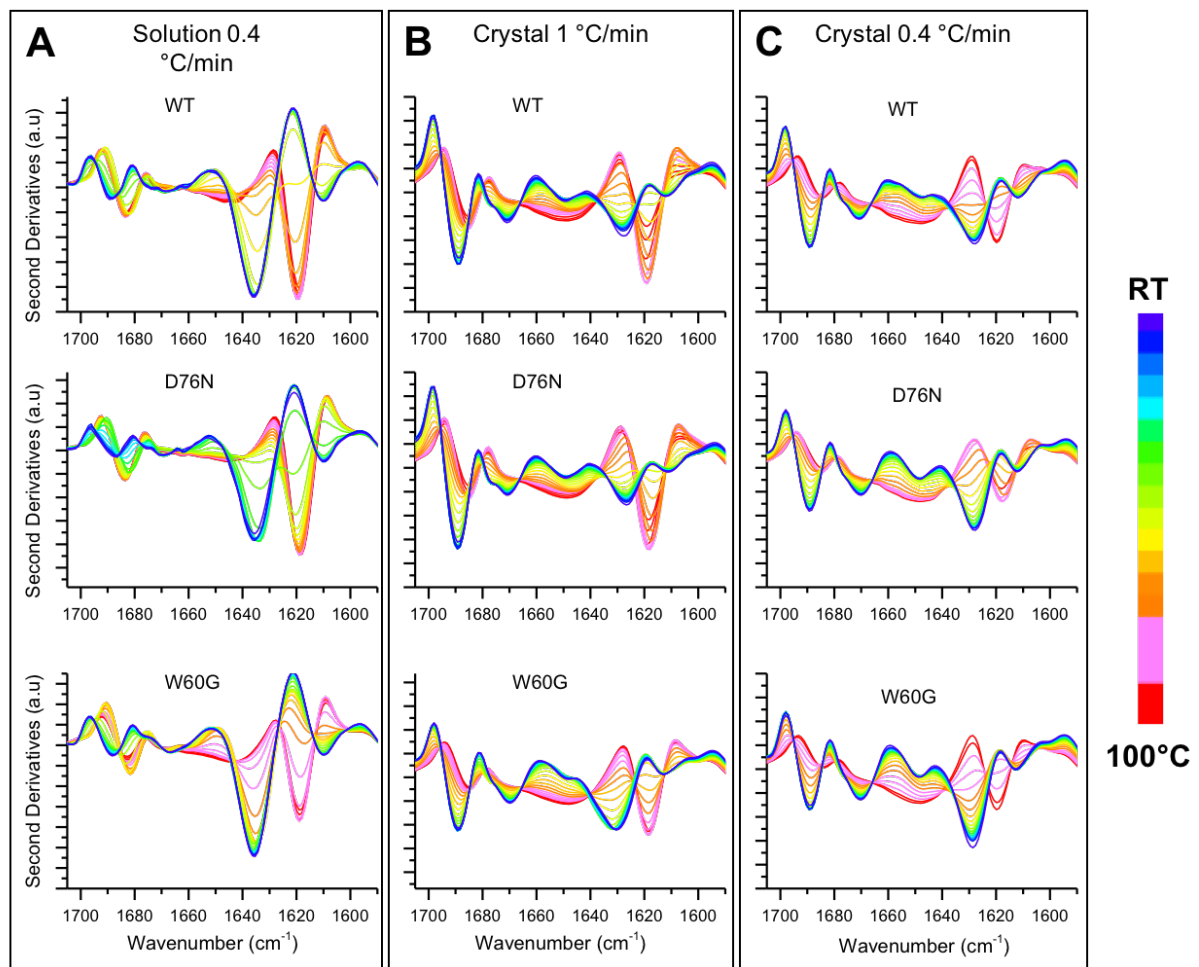 A
Solution 0.4
°C/min
WT
Second Derivatives (a.u)
1700 1680 1660 1640 1620 1600
D76N
Second Derivatives (a.u)
1700 1680 1660 1640 1620 1600
W60G
Second Derivatives (a.u)
1700 1680 1660 1640 1620 1600
Wavenumber (cm⁻¹)
B
Crystal 1 °C/min
WT
1700 1680 1660 1640 1620 1600
D76N
1700 1680 1660 1640 1620 1600
W60G
1700 1680 1660 1640 1620 1600
Wavenumber (cm⁻¹)
C
Crystal 0.4 °C/min
WT
1700 1680 1660 1640 1620 1600
D76N
1700 1680 1660 1640 1620 1600
W60G
1700 1680 1660 1640 1620 1600
Wavenumber (cm⁻¹)
RT
100°C